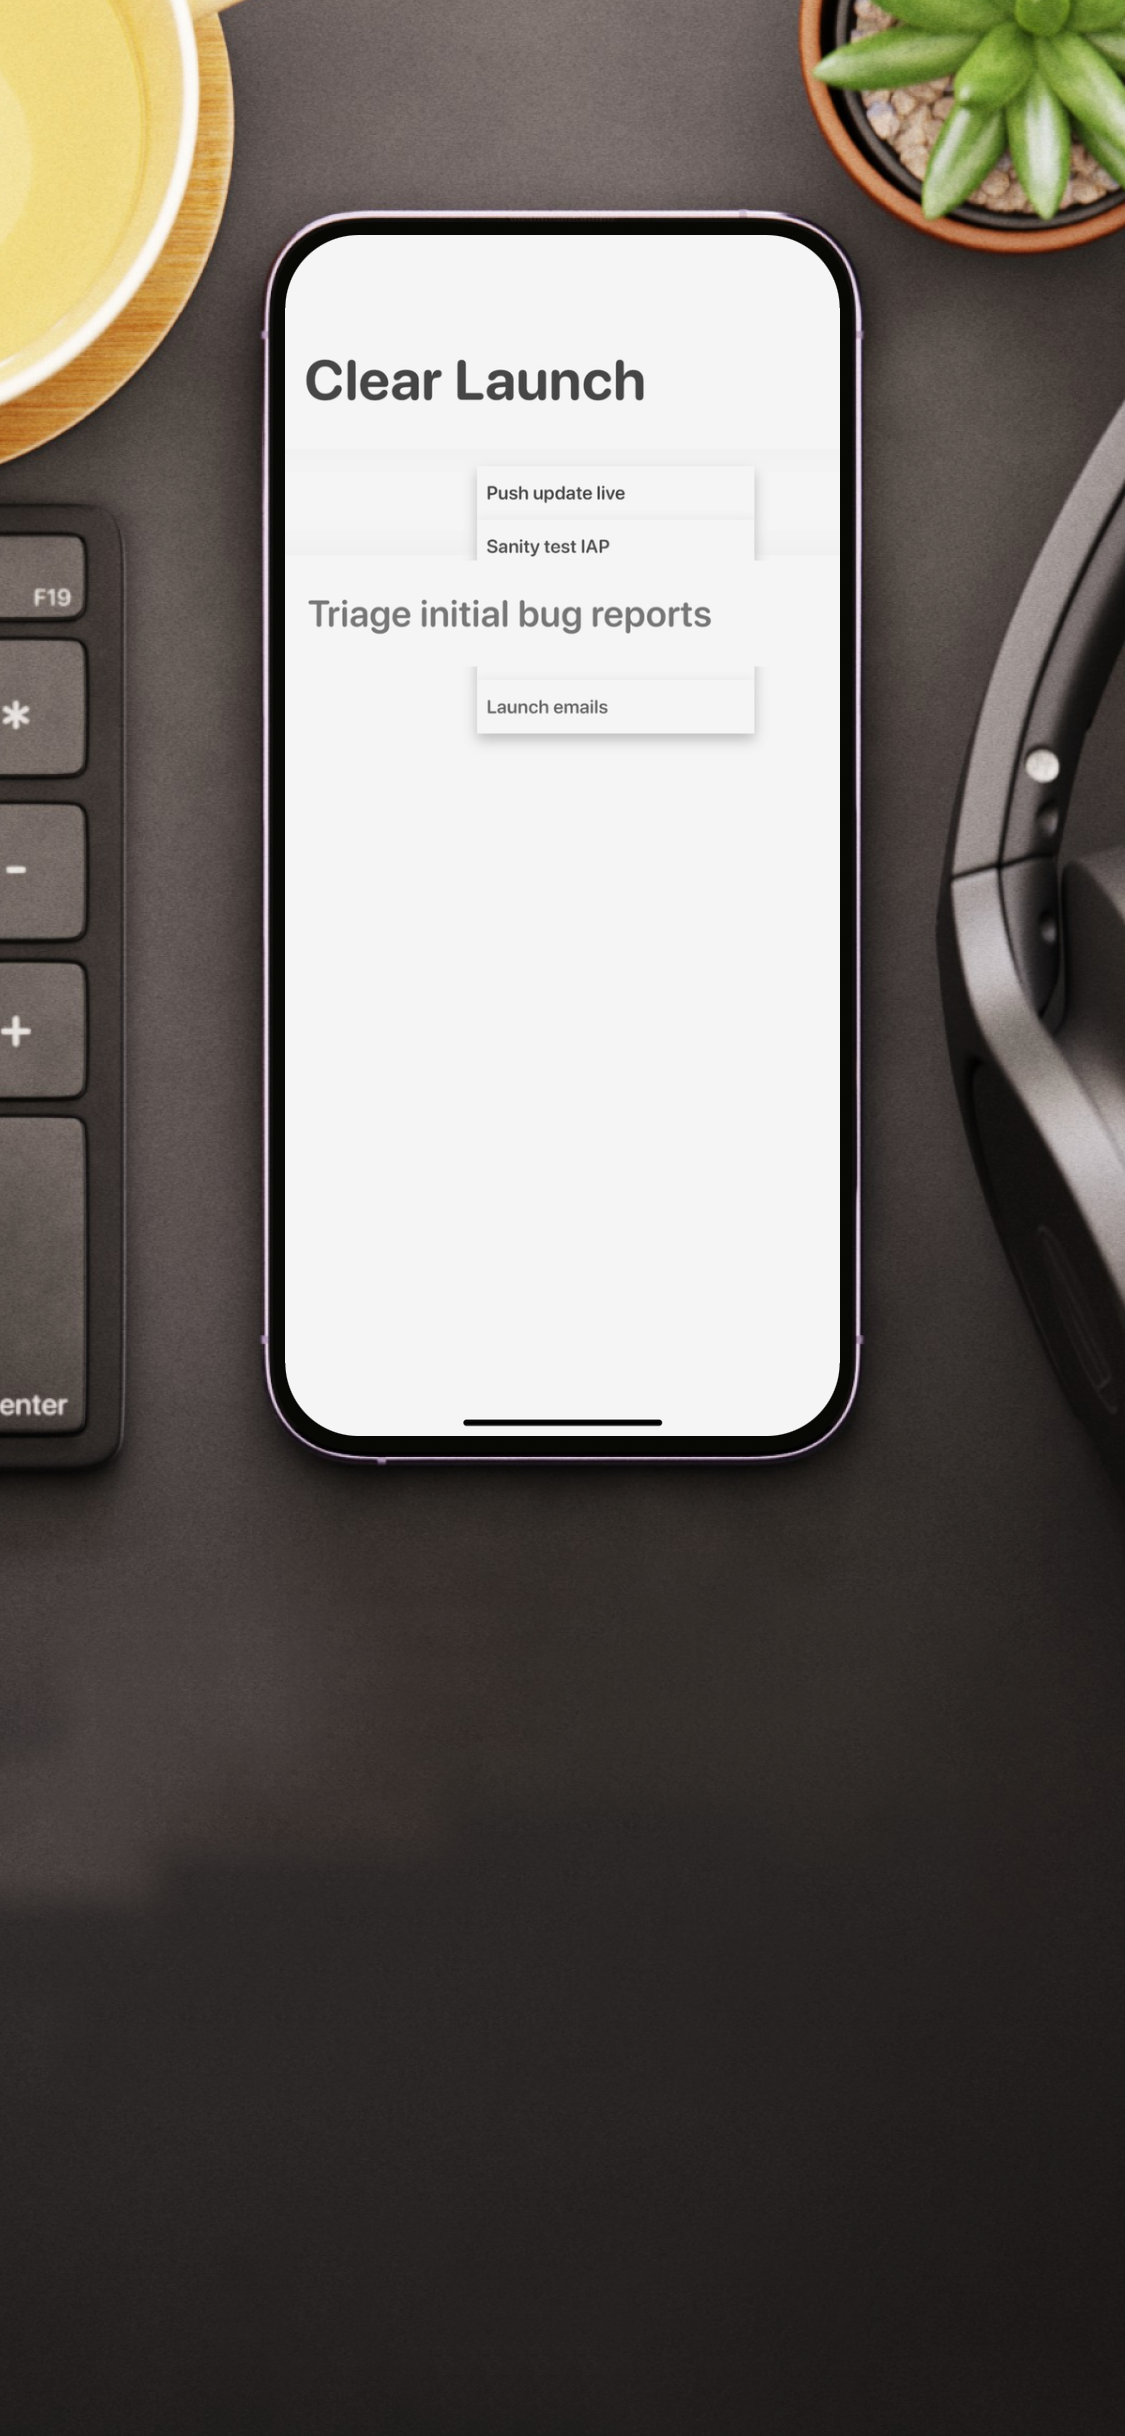 Clear Launch
Push update live
Sanity test IAP
Triage initial bug reports
Launch emails
F19
*
-
+
enter